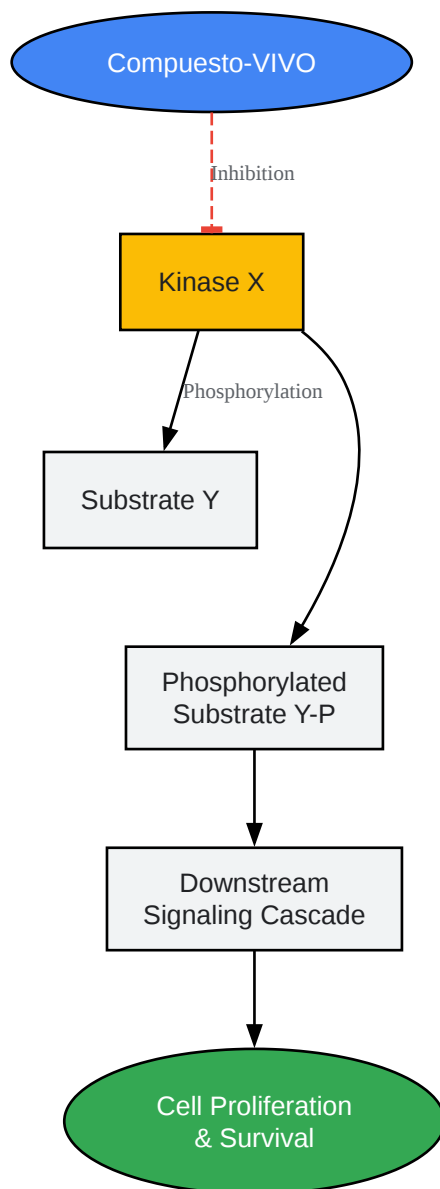 Compuesto-VIVO
Inhibition
Kinase X
Phosphorylation
Substrate Y
Phosphorylated
Substrate Y-P
Downstream
Signaling Cascade
Cell Proliferation
& Survival